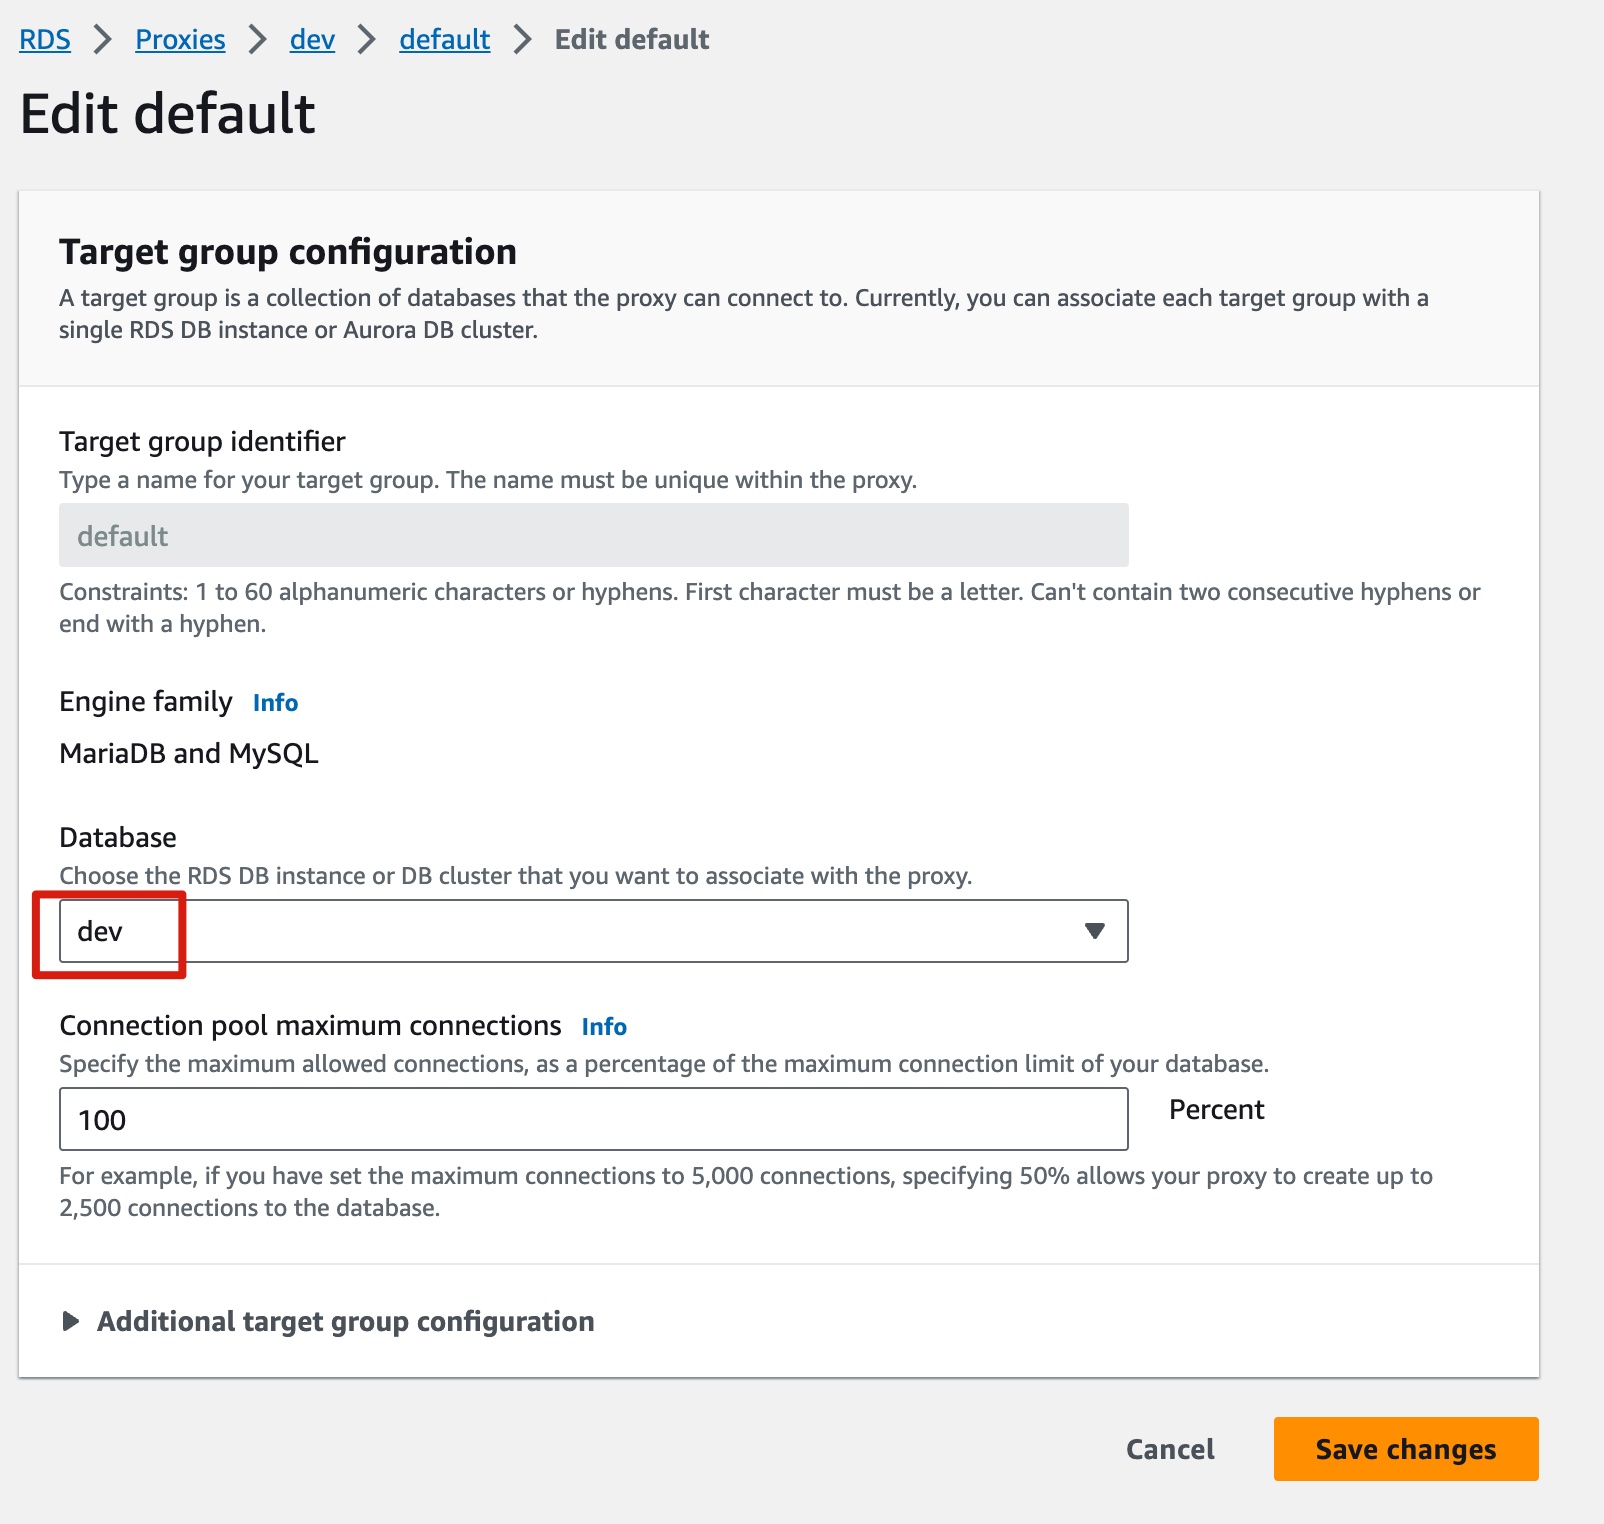 RDS > Proxies > dev > default > Edit default
Edit default
Target group configuration
A target group is a collection of databases that the proxy can connect to. Currently, you can associate each target group with a
single RDS DB instance or Aurora DB cluster.
Target group identifier
Type a name for your target group. The name must be unique within the proxy.
default
Constraints: 1 to 60 alphanumeric characters or hyphens. First character must be a letter. Can't contain two consecutive hyphens or
end with a hyphen.
Engine family Info
MariaDB and MySQL
Database
Choose the RDS DB instance or DB cluster that you want to associate with the proxy.
dev
Connection pool maximum connections Info
Specify the maximum allowed connections, as a percentage of the maximum connection limit of your database.
100 Percent
For example, if you have set the maximum connections to 5,000 connections, specifying 50% allows your proxy to create up to
2,500 connections to the database.
Additional target group configuration
Cancel Save changes